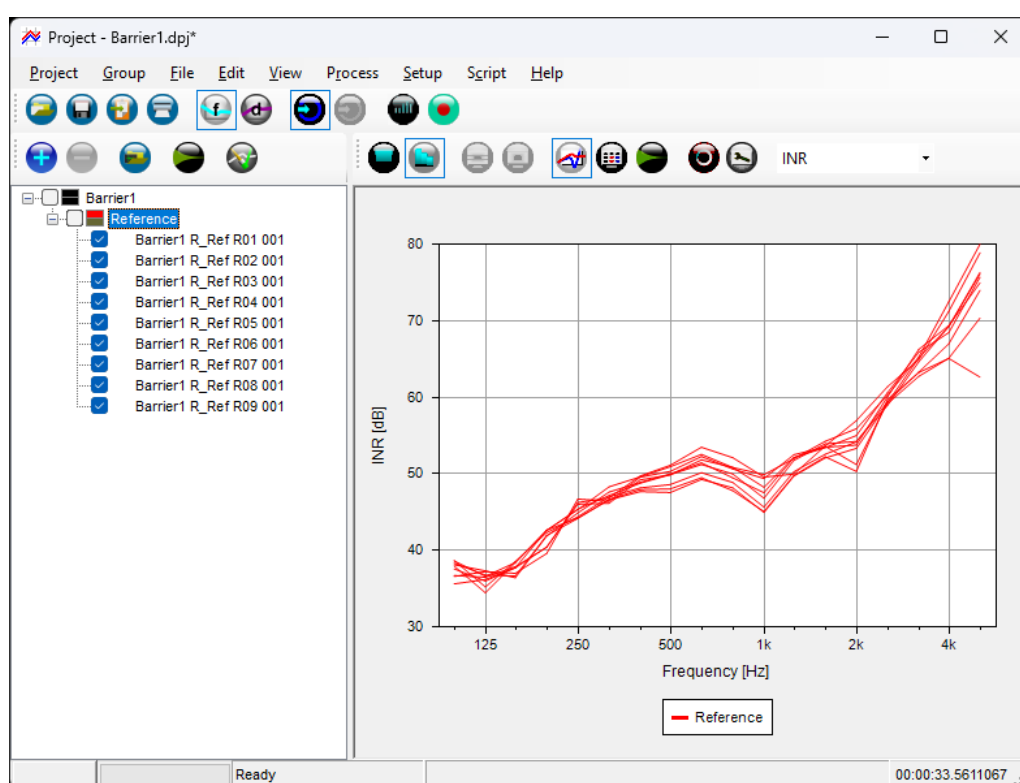 Project - Barrier1.dpj*
Project Group File Edit View Process Setup Script Help
f d
INR
Barrier1
Reference
Barrier1 R_Ref R01 001
Barrier1 R_Ref R02 001
Barrier1 R_Ref R03 001
Barrier1 R_Ref R04 001
Barrier1 R_Ref R05 001
Barrier1 R_Ref R06 001
Barrier1 R_Ref R07 001
Barrier1 R_Ref R08 001
Barrier1 R_Ref R09 001
80
70
60
50
40
30
INR [dB]
125 250 500 1k 2k 4k
Frequency [Hz]
Reference
Ready
00:00:33.5611067